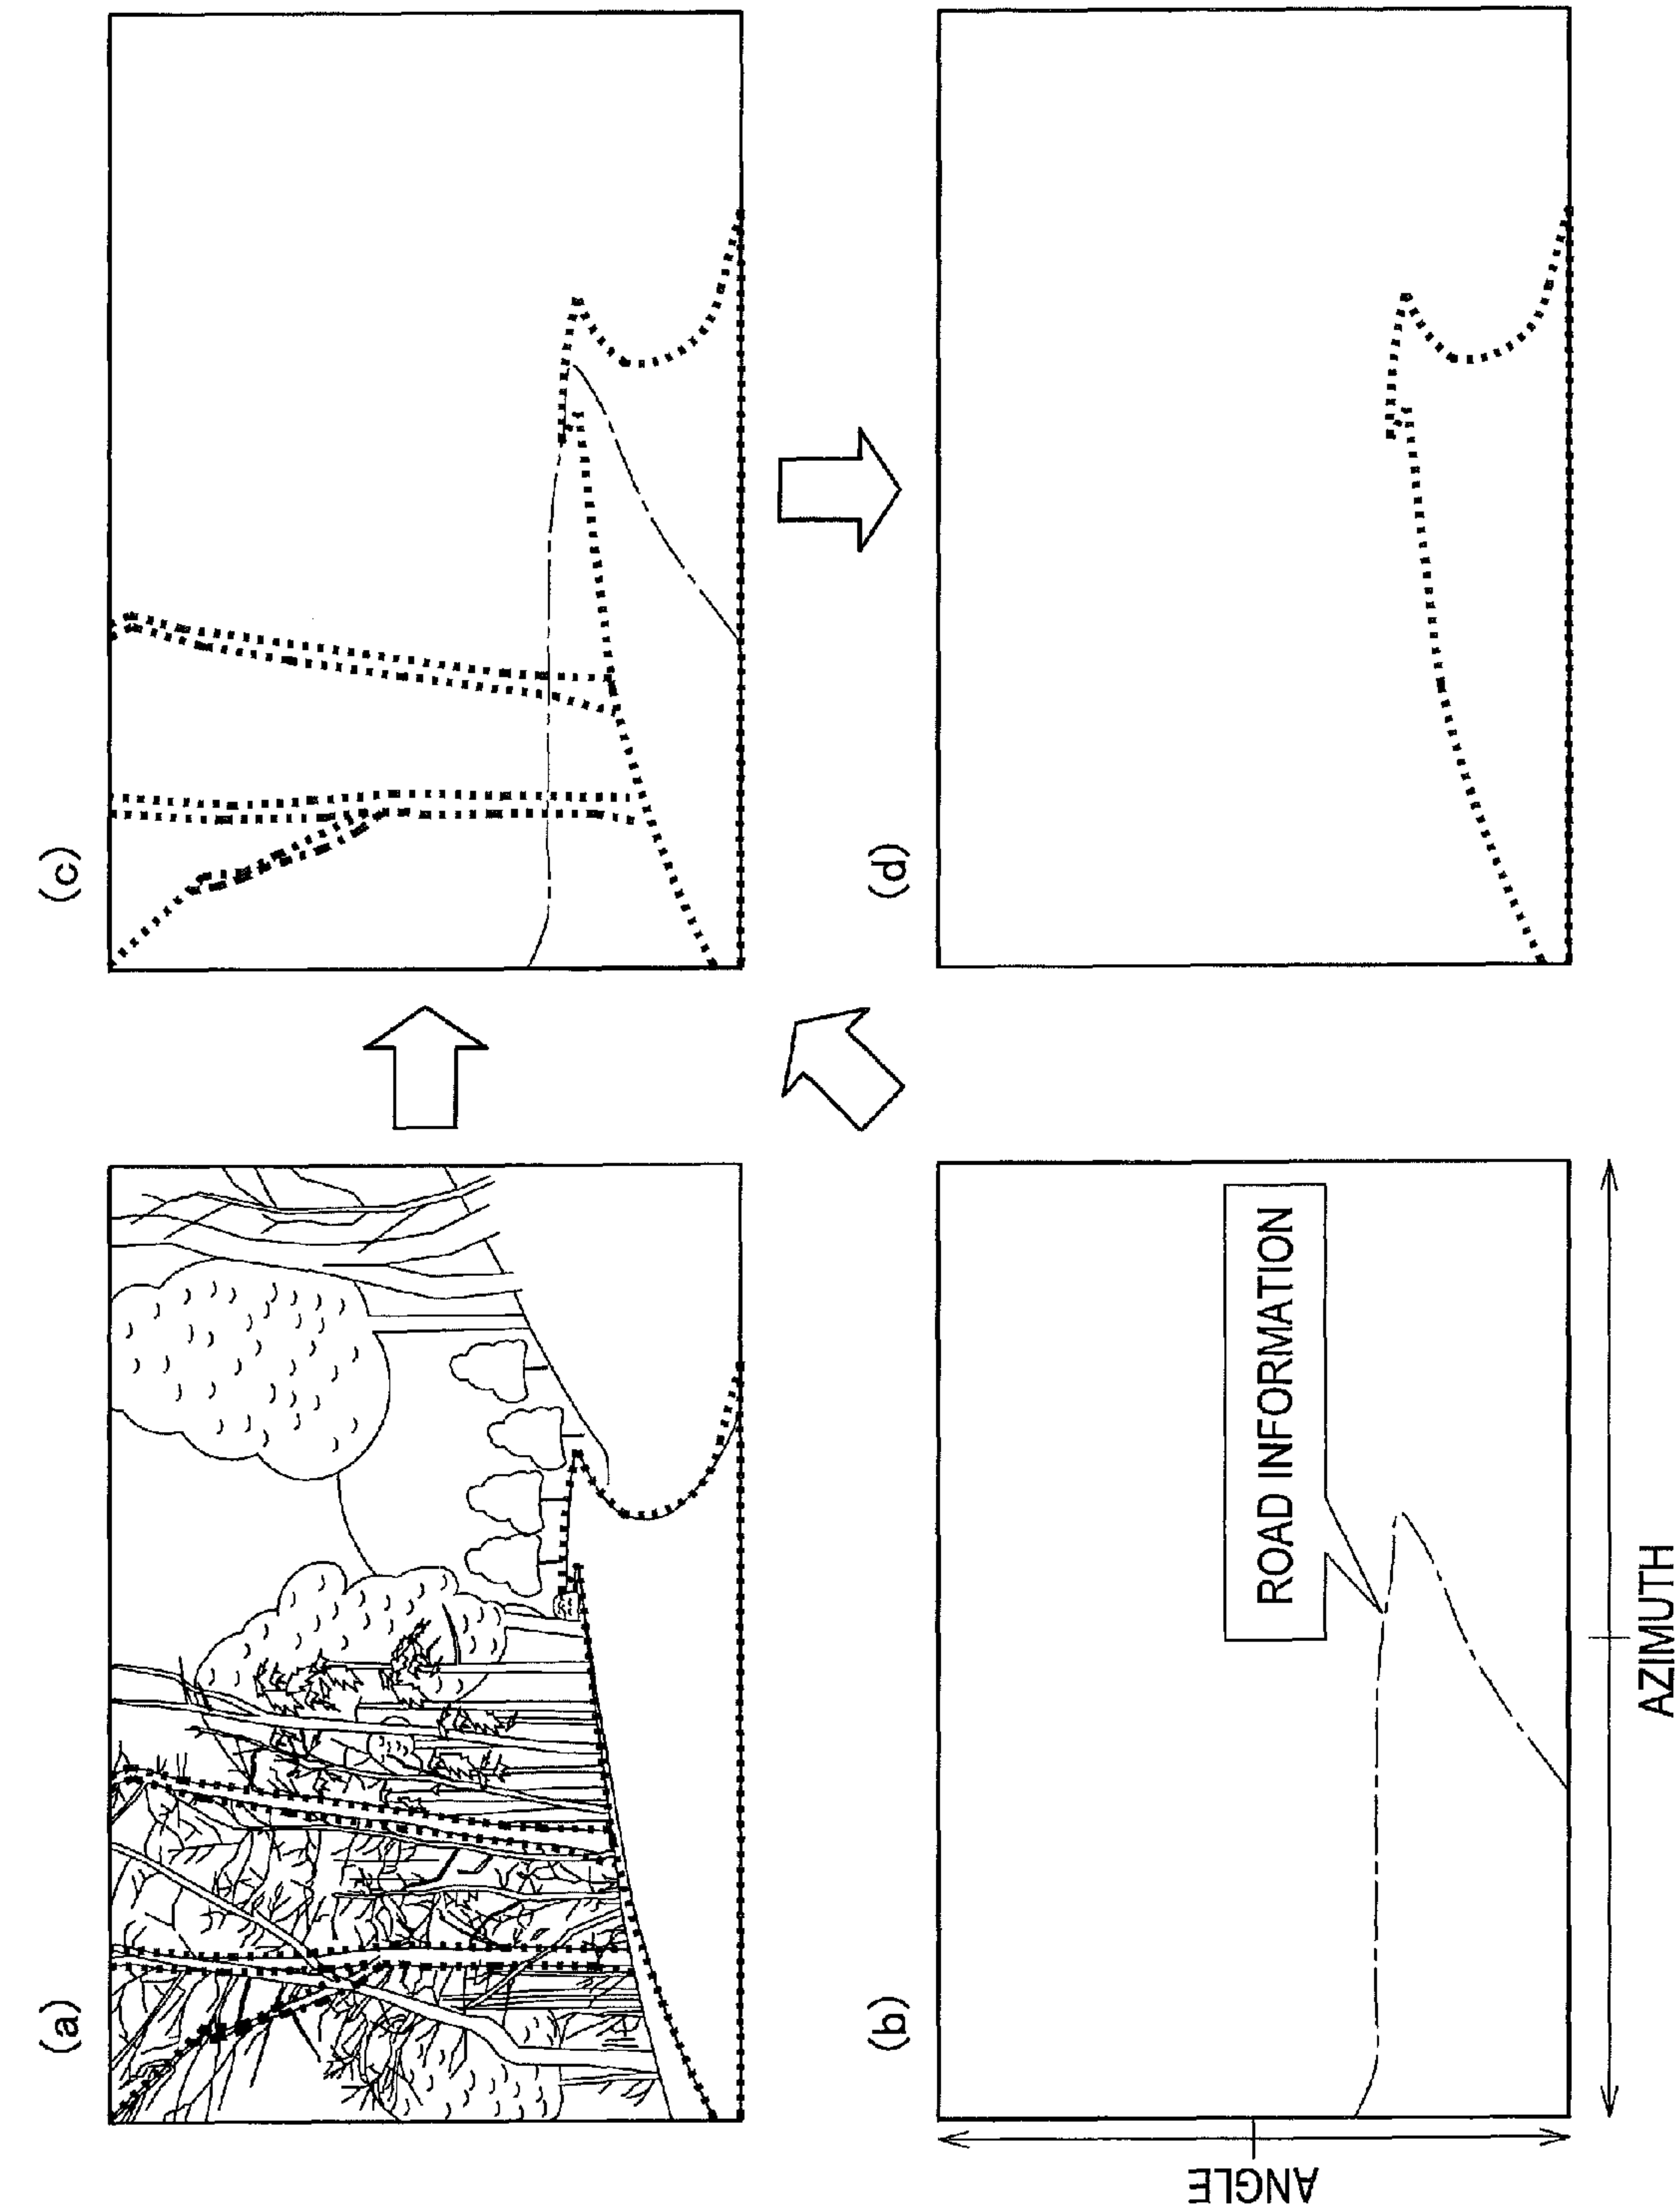 (a)
(c)
(b)
ROAD INFORMATION
(d)
ANGLE
AZIMUTH